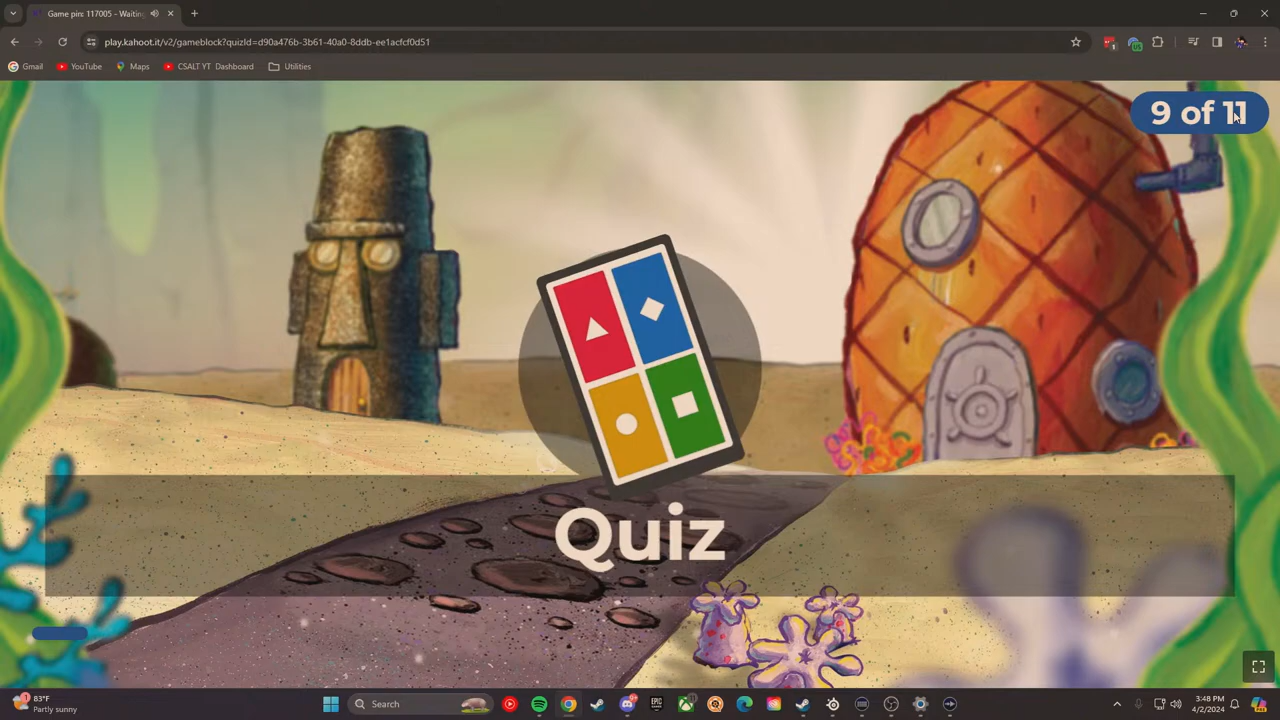 Game pin: 117005 - Waitin
play.kahoot.it/v2/gameblock?quizId=d90a476b-3b61-40a0-8ddb-ee1acfcf0d51
Gmail YouTube Maps CSALT YT Dashboard Utilities
9 of 11
Quiz
83°F
Partly sunny
Search
3:48 PM
4/2/2024